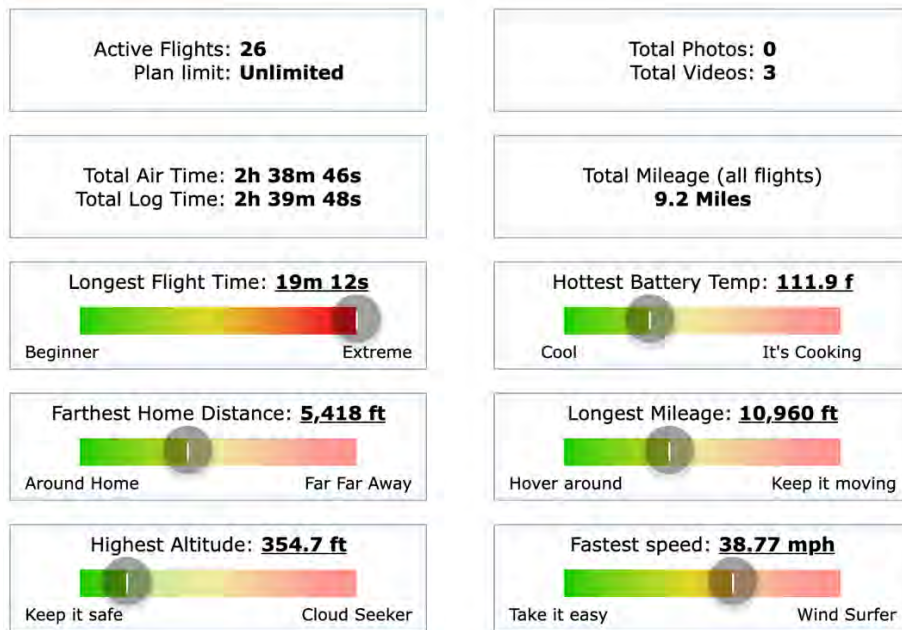 Active Flights: 26
Plan limit: Unlimited
Total Photos: 0
Total Videos: 3
Total Air Time: 2h 38m 46s
Total Log Time: 2h 39m 48s
Total Mileage (all flights)
9.2 Miles
Longest Flight Time: 19m 12s
Beginner
Extreme
Hottest Battery Temp: 111.9 f
Cool
It's Cooking
Farthest Home Distance: 5,418 ft
Around Home
Far Far Away
Longest Mileage: 10,960 ft
Hover around
Keep it moving
Highest Altitude: 354.7 ft
Keep it safe
Cloud Seeker
Fastest speed: 38.77 mph
Take it easy
Wind Surfer